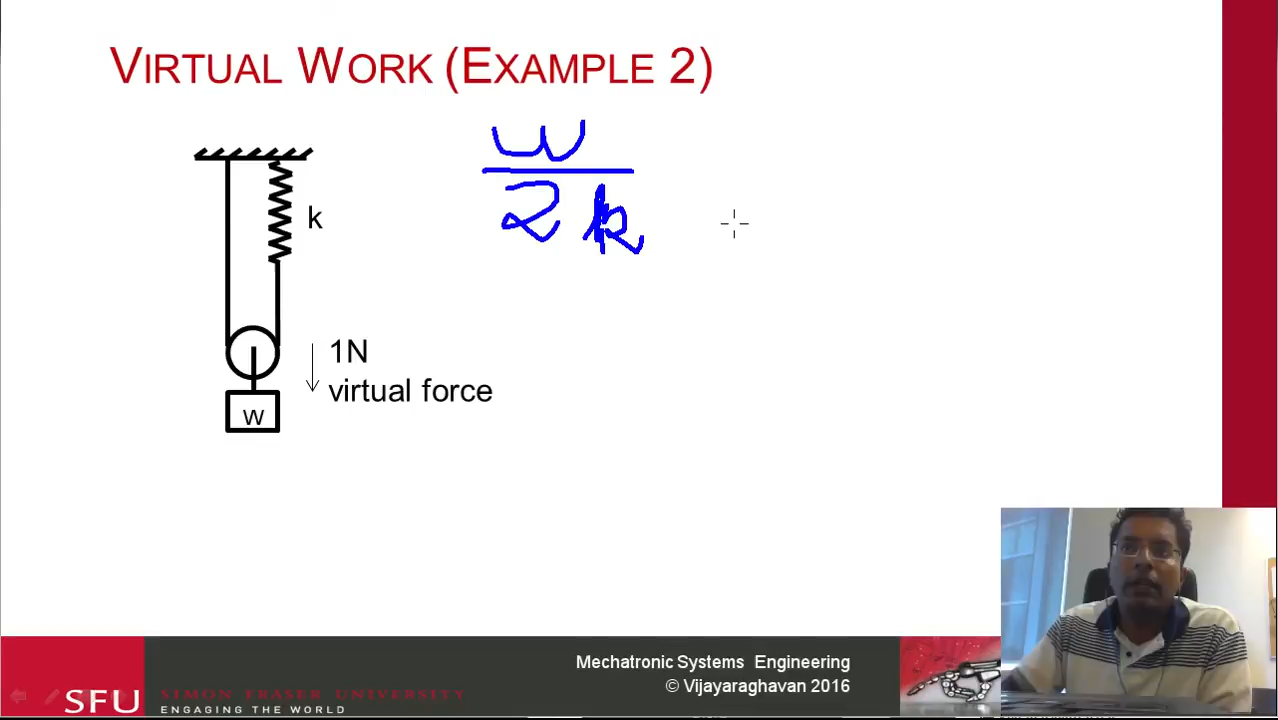 VIRTUAL WORK (EXAMPLE 2)
w
2 k
k
1N
virtual force
w
Mechatronic Systems Engineering
© Vijayaraghavan 2016
SFU
SIMON FRASER UNIVERSITY
ENGAGING THE WORLD